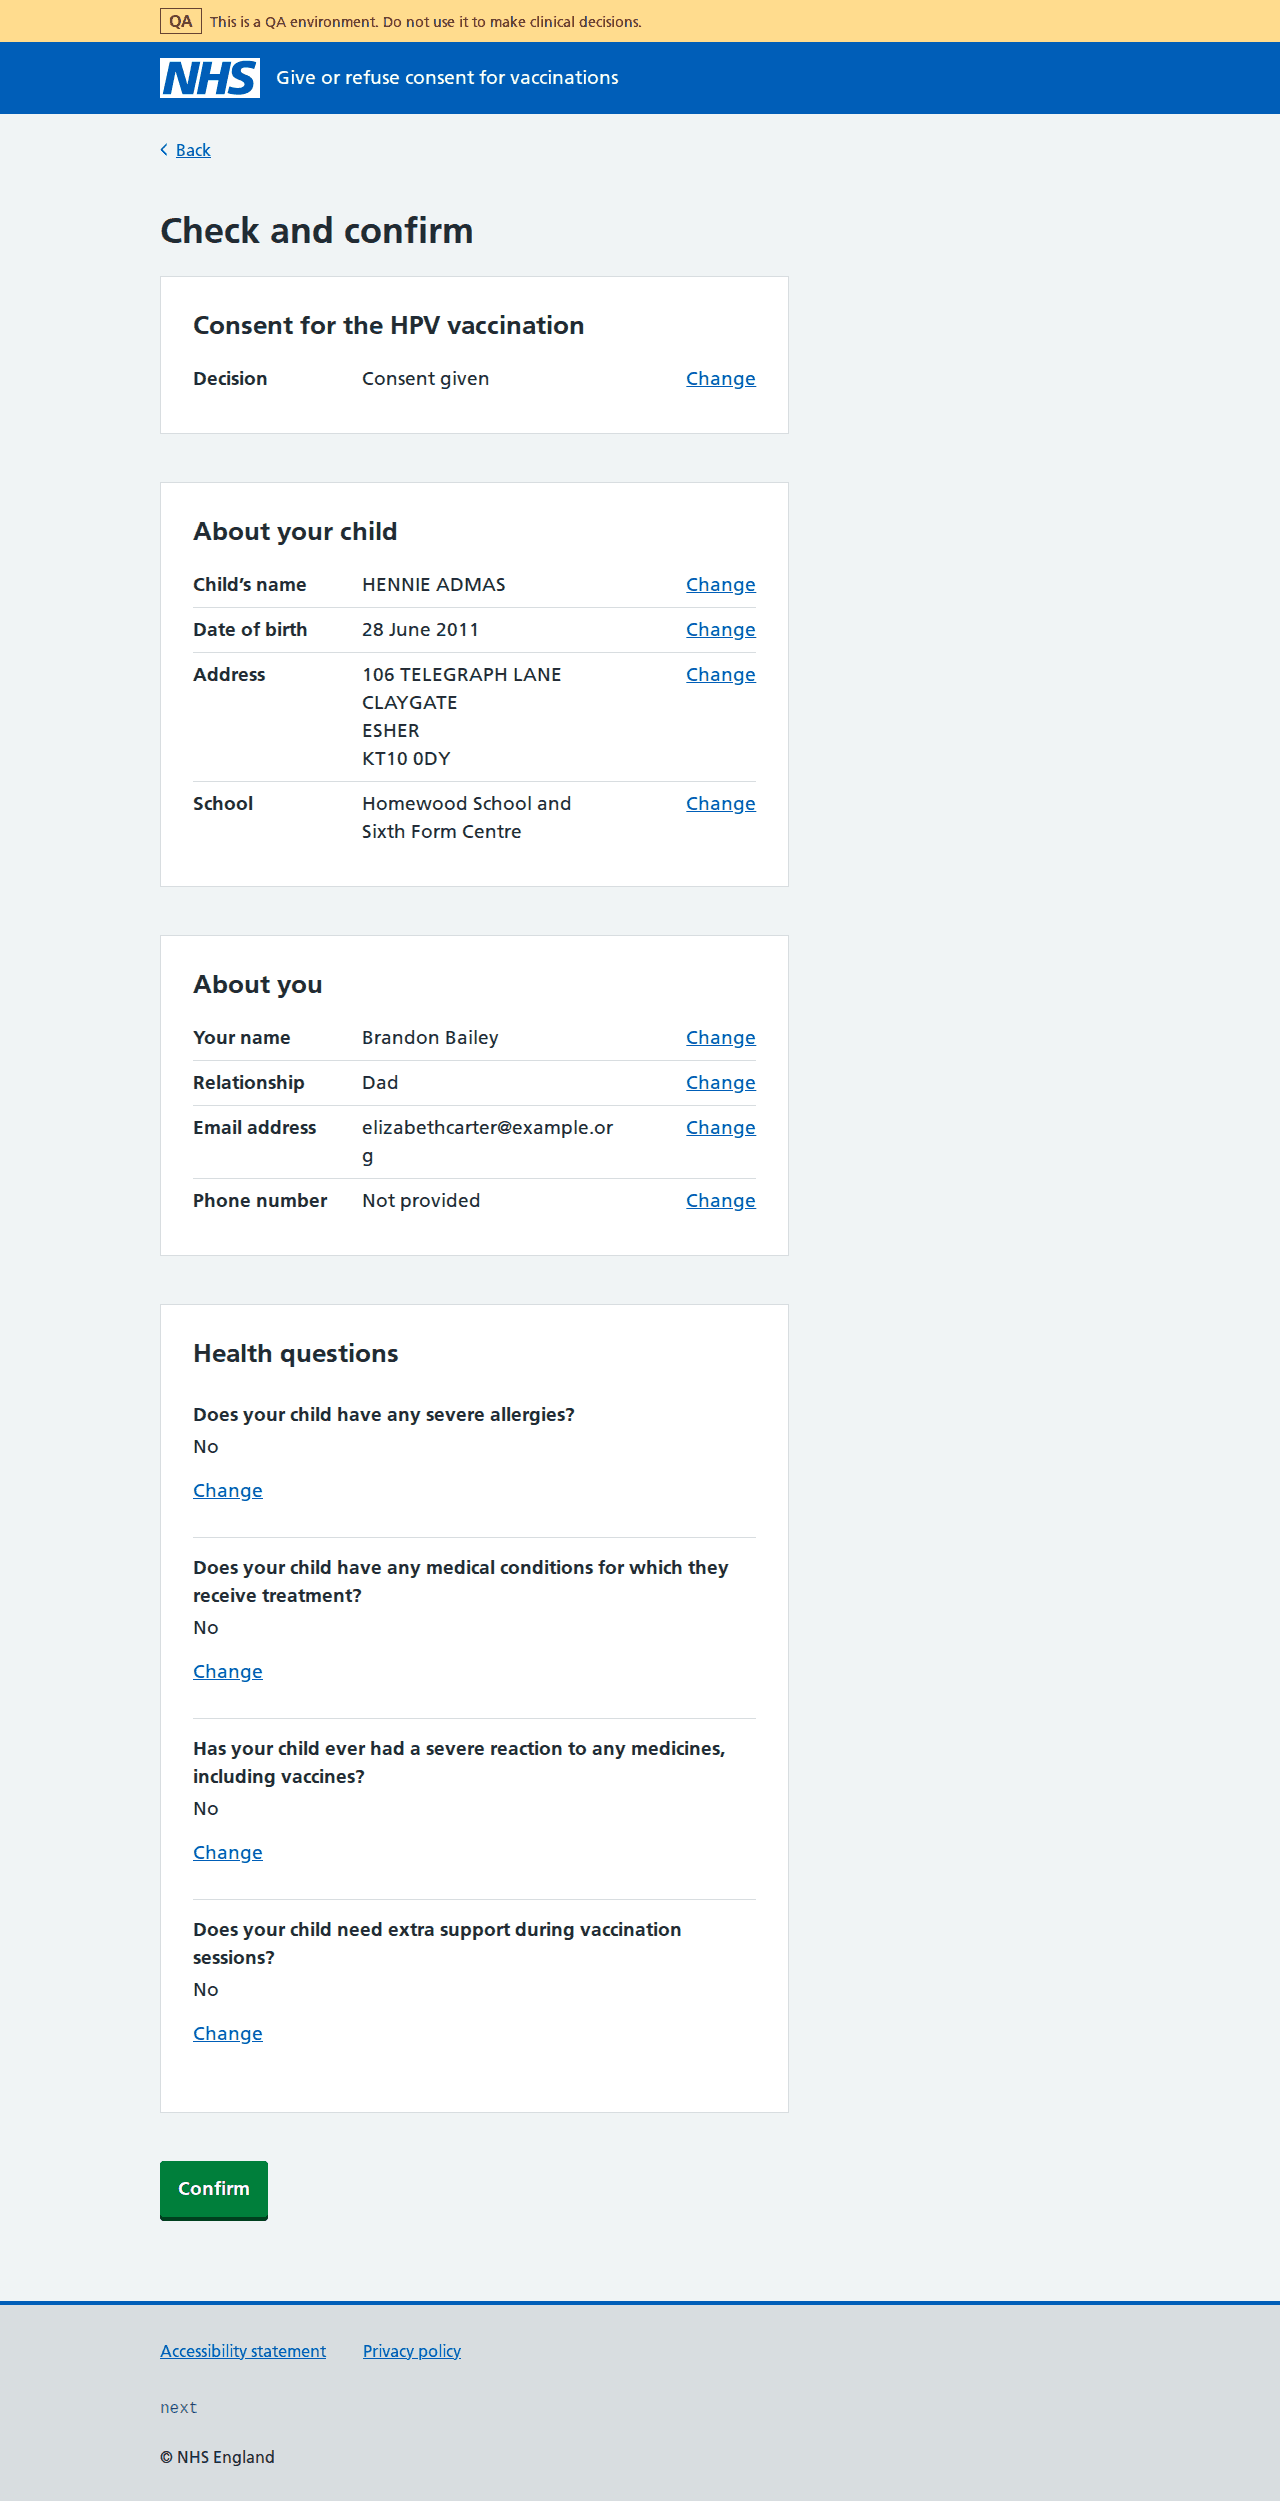 QA This is a QA environment. Do not use it to make clinical decisions.
NHS Give or refuse consent for vaccinations
Back
Check and confirm
Consent for the HPV vaccination
Decision Consent given Change
About your child
Child’s name HENNIE ADMAS Change
Date of birth 28 June 2011 Change
Address 106 TELEGRAPH LANE Change
CLAYGATE
ESHER
KT10 0DY
School Homewood School and Change
Sixth Form Centre
About you
Your name Brandon Bailey Change
Relationship Dad Change
Email address elizabethcarter@example.or Change
g
Phone number Not provided Change
Health questions
Does your child have any severe allergies?
No
Change
Does your child have any medical conditions for which they
receive treatment?
No
Change
Has your child ever had a severe reaction to any medicines,
including vaccines?
No
Change
Does your child need extra support during vaccination
sessions?
No
Change
Confirm
Accessibility statement Privacy policy
next
© NHS England